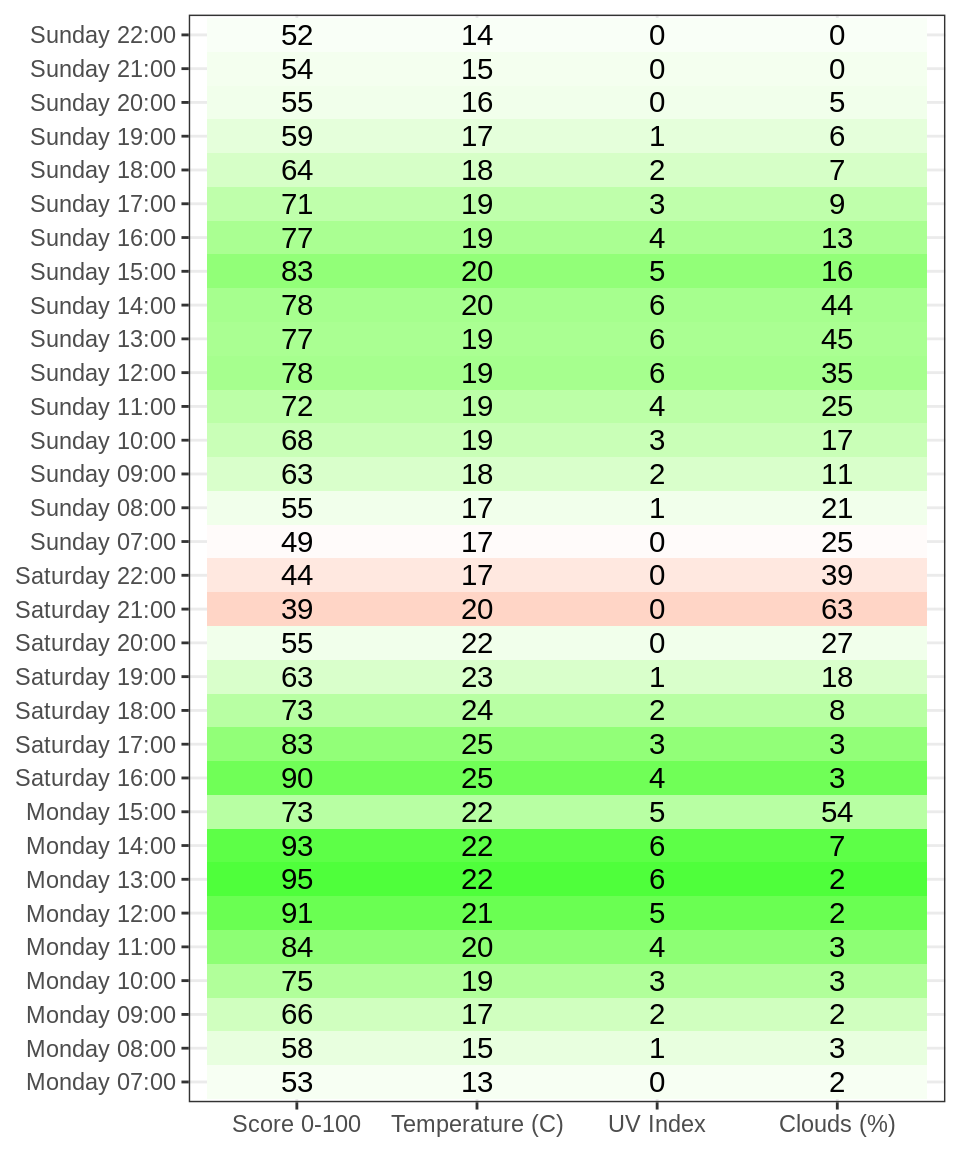 Sunday 22:00 52 14 0 0
Sunday 21:00 54 15 0 0
Sunday 20:00 55 16 0 5
Sunday 19:00 59 17 1 6
Sunday 18:00 64 18 2 7
Sunday 17:00 71 19 3 9
Sunday 16:00 77 19 4 13
Sunday 15:00 83 20 5 16
Sunday 14:00 78 20 6 44
Sunday 13:00 77 19 6 45
Sunday 12:00 78 19 6 35
Sunday 11:00 72 19 4 25
Sunday 10:00 68 19 3 17
Sunday 09:00 63 18 2 11
Sunday 08:00 55 17 1 21
Sunday 07:00 49 17 0 25
Saturday 22:00 44 17 0 39
Saturday 21:00 39 20 0 63
Saturday 20:00 55 22 0 27
Saturday 19:00 63 23 1 18
Saturday 18:00 73 24 2 8
Saturday 17:00 83 25 3 3
Saturday 16:00 90 25 4 3
Monday 15:00 73 22 5 54
Monday 14:00 93 22 6 7
Monday 13:00 95 22 6 2
Monday 12:00 91 21 5 2
Monday 11:00 84 20 4 3
Monday 10:00 75 19 3 3
Monday 09:00 66 17 2 2
Monday 08:00 58 15 1 3
Monday 07:00 53 13 0 2
Score 0-100 Temperature (C) UV Index Clouds (%)